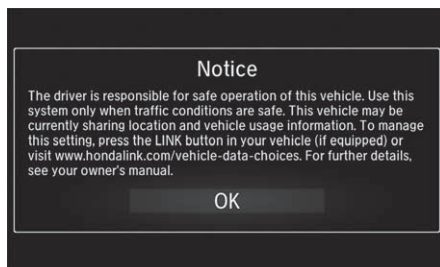 Notice
The driver is responsible for safe operation of this vehicle. Use this
system only when traffic conditions are safe. This vehicle may be
currently sharing location and vehicle usage information. To manage
this setting, press the LINK button in your vehicle (if equipped) or
visit www.hondalink.com/vehicle-data-choices. For further details,
see your owner's manual.
OK